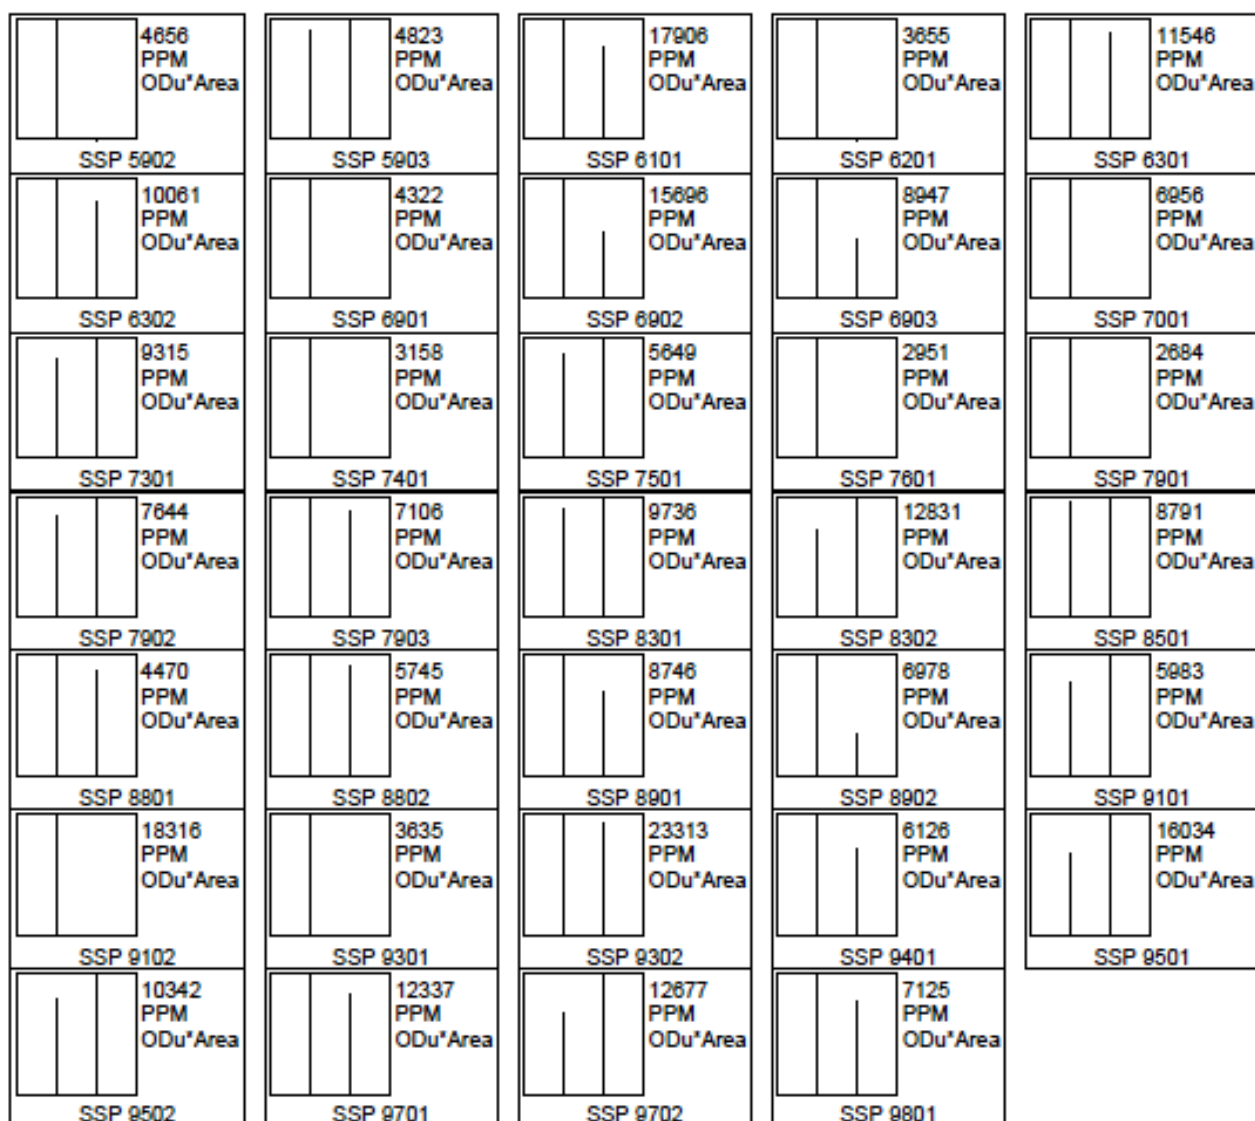 4656
PPM
ODu*Area
SSP 5902
4823
PPM
ODu*Area
SSP 5903
17906
PPM
ODu*Area
SSP 6101
3655
PPM
ODu*Area
SSP 6201
11546
PPM
ODu*Area
SSP 6301
10061
PPM
ODu*Area
SSP 6302
4322
PPM
ODu*Area
SSP 6901
15696
PPM
ODu*Area
SSP 6902
8947
PPM
ODu*Area
SSP 6903
6956
PPM
ODu*Area
SSP 7001
9315
PPM
ODu*Area
SSP 7301
3158
PPM
ODu*Area
SSP 7401
5649
PPM
ODu*Area
SSP 7501
2951
PPM
ODu*Area
SSP 7601
2684
PPM
ODu*Area
SSP 7901
7644
PPM
ODu*Area
SSP 7902
7106
PPM
ODu*Area
SSP 7903
9736
PPM
ODu*Area
SSP 8301
12831
PPM
ODu*Area
SSP 8302
8791
PPM
ODu*Area
SSP 8501
4470
PPM
ODu*Area
SSP 8801
5745
PPM
ODu*Area
SSP 8802
8746
PPM
ODu*Area
SSP 8901
6978
PPM
ODu*Area
SSP 8902
5983
PPM
ODu*Area
SSP 9101
18316
PPM
ODu*Area
SSP 9102
3635
PPM
ODu*Area
SSP 9301
23313
PPM
ODu*Area
SSP 9302
6126
PPM
ODu*Area
SSP 9401
16034
PPM
ODu*Area
SSP 9501
10342
PPM
ODu*Area
SSP 9502
12337
PPM
ODu*Area
SSP 9701
12677
PPM
ODu*Area
SSP 9702
7125
PPM
ODu*Area
SSP 9801